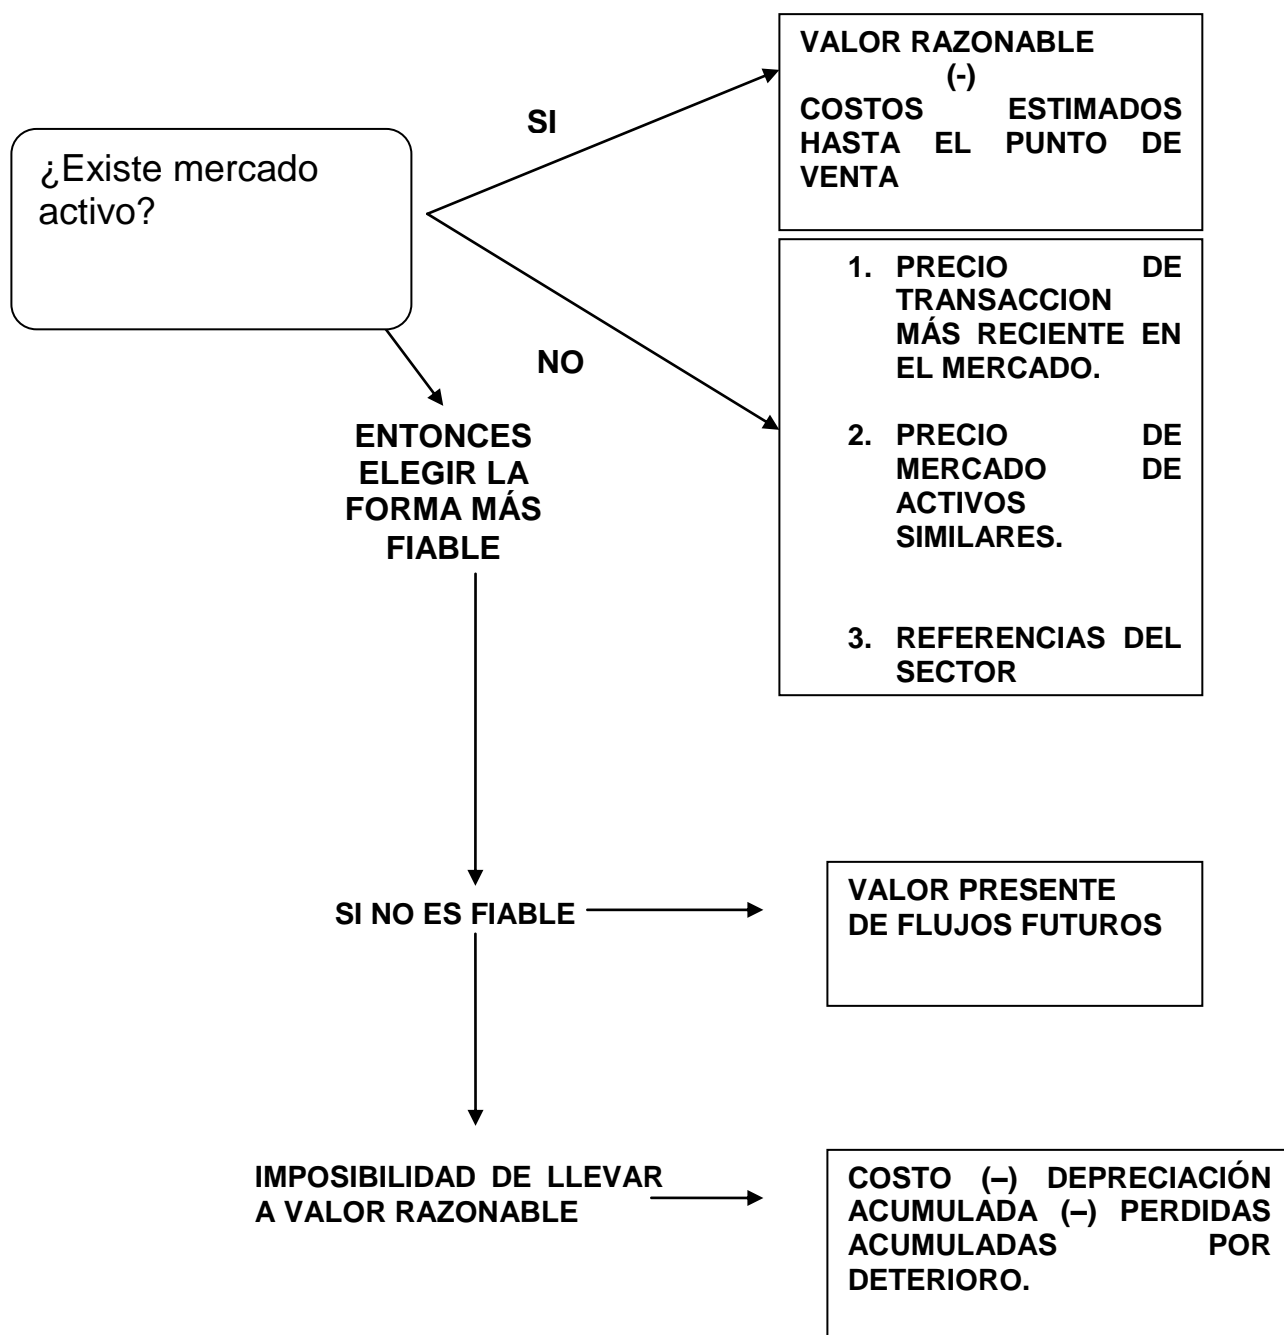 ¿Existe mercado
activo?
SI
NO
VALOR RAZONABLE
(-)
COSTOS ESTIMADOS
HASTA EL PUNTO DE
VENTA
1. PRECIO DE
TRANSACCION
MÁS RECIENTE EN
EL MERCADO.
2. PRECIO DE
MERCADO DE
ACTIVOS
SIMILARES.
3. REFERENCIAS DEL
SECTOR
ENTONCES
ELEGIR LA
FORMA MÁS
FIABLE
SI NO ES FIABLE
VALOR PRESENTE
DE FLUJOS FUTUROS
IMPOSIBILIDAD DE LLEVAR
A VALOR RAZONABLE
COSTO (–) DEPRECIACIÓN
ACUMULADA (–) PERDIDAS
ACUMULADAS POR
DETERIORO.